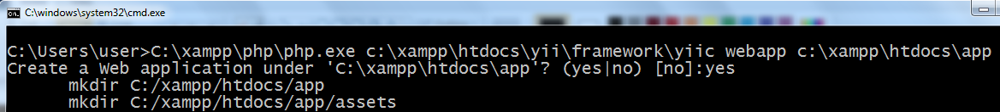 C:\windows\system32\cmd.exe
C:\Users\user>C:\xampp\php\php.exe c:\xampp\htdocs\yii\framework\yiic webapp c:\xampp\htdocs\app
Create a Web application under 'C:\xampp\htdocs\app'? (yes|no) [no]:yes
mkdir C:/xampp/htdocs/app
mkdir C:/xampp/htdocs/app/assets